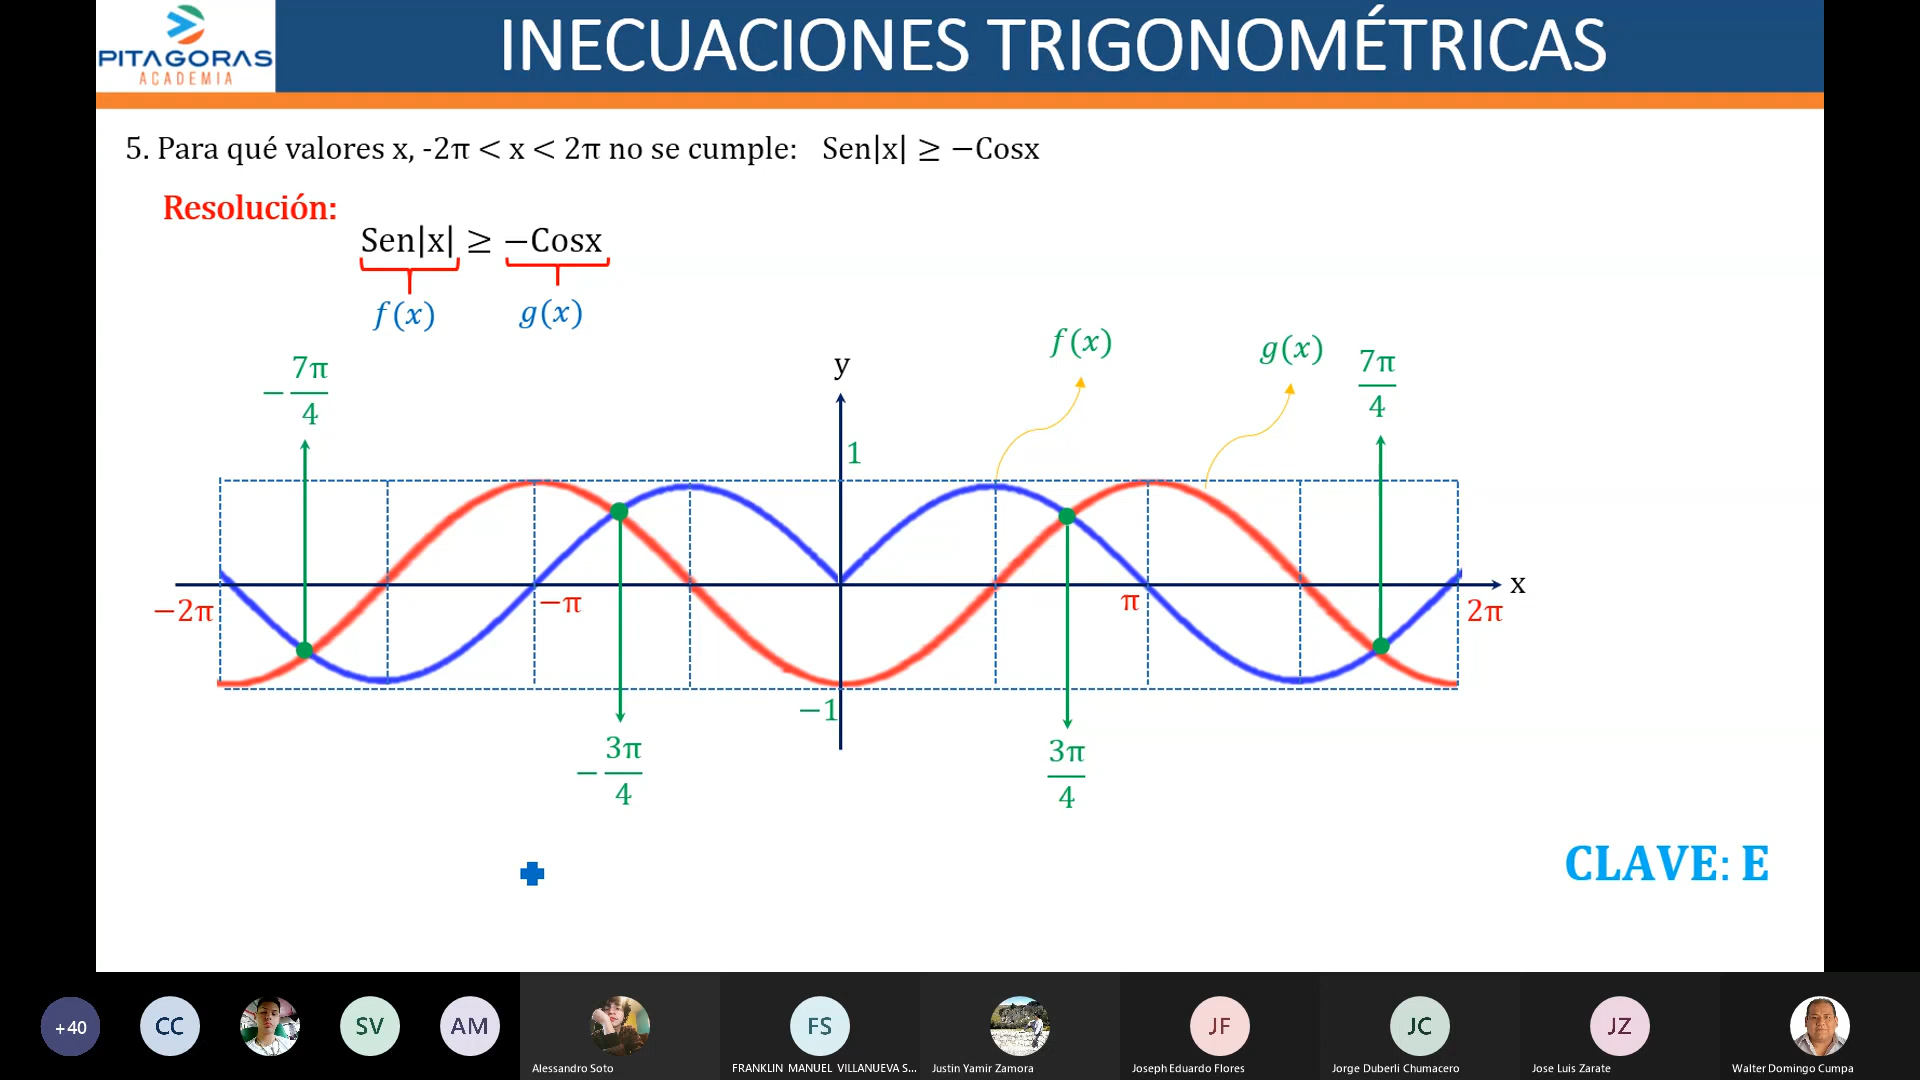 PITAGORAS
ACADEMIA
INECUACIONES TRIGONOMÉTRICAS
5. Para qué valores x, -2π < x < 2π no se cumple: Sen|x| ≥ −Cosx
Resolución:
Sen|x| ≥ −Cosx
f(x) g(x)
f(x) g(x)
−7π/4
7π/4
y
1
x
−2π −π π 2π
−1
−3π/4 3π/4
CLAVE: E
+40 CC SV AM FS JF JC JZ
Alessandro Soto FRANKLIN MANUEL VILLANUEVA S... Justin Yamir Zamora Joseph Eduardo Flores Jorge Duberli Chumacero Jose Luis Zarate Walter Domingo Cumpa